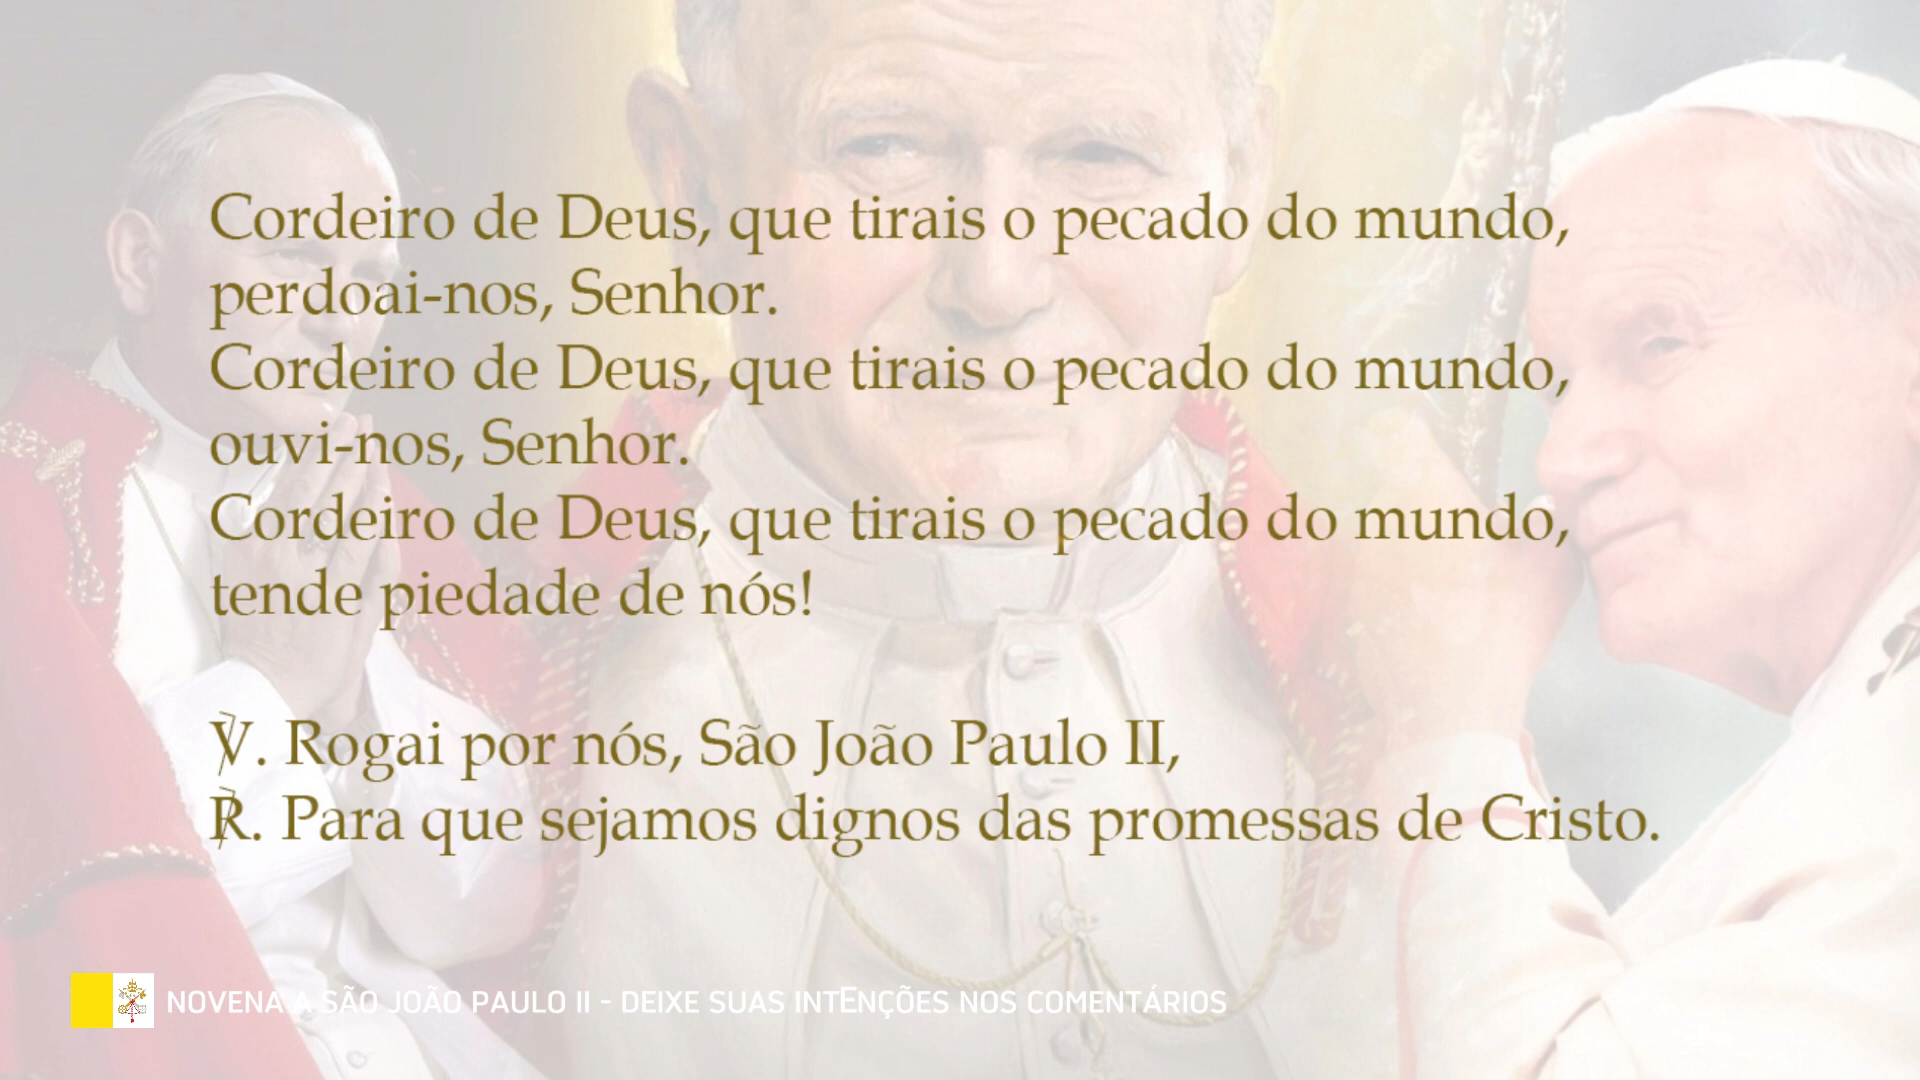 Cordeiro de Deus, que tirais o pecado do mundo,
perdoai-nos, Senhor.
Cordeiro de Deus, que tirais o pecado do mundo,
ouvi-nos, Senhor.
Cordeiro de Deus, que tirais o pecado do mundo,
tende piedade de nós!
℣. Rogai por nós, São João Paulo II,
℟. Para que sejamos dignos das promessas de Cristo.
NOVENA A SÃO JOÃO PAULO II - DEIXE SUAS INTENÇÕES NOS COMENTÁRIOS